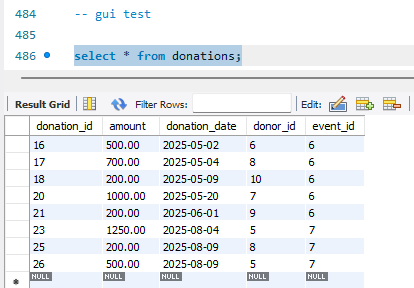 484 -- gui test
485
486 select * from donations;
Result Grid Filter Rows: Edit:
donation_id amount donation_date donor_id event_id
16 500.00 2025-05-02 6 6
17 700.00 2025-05-04 8 6
18 200.00 2025-05-09 10 6
20 1000.00 2025-05-20 7 6
21 200.00 2025-06-01 9 6
23 1250.00 2025-08-04 5 7
25 200.00 2025-08-09 8 7
26 500.00 2025-08-09 5 7
NULL NULL NULL NULL NULL